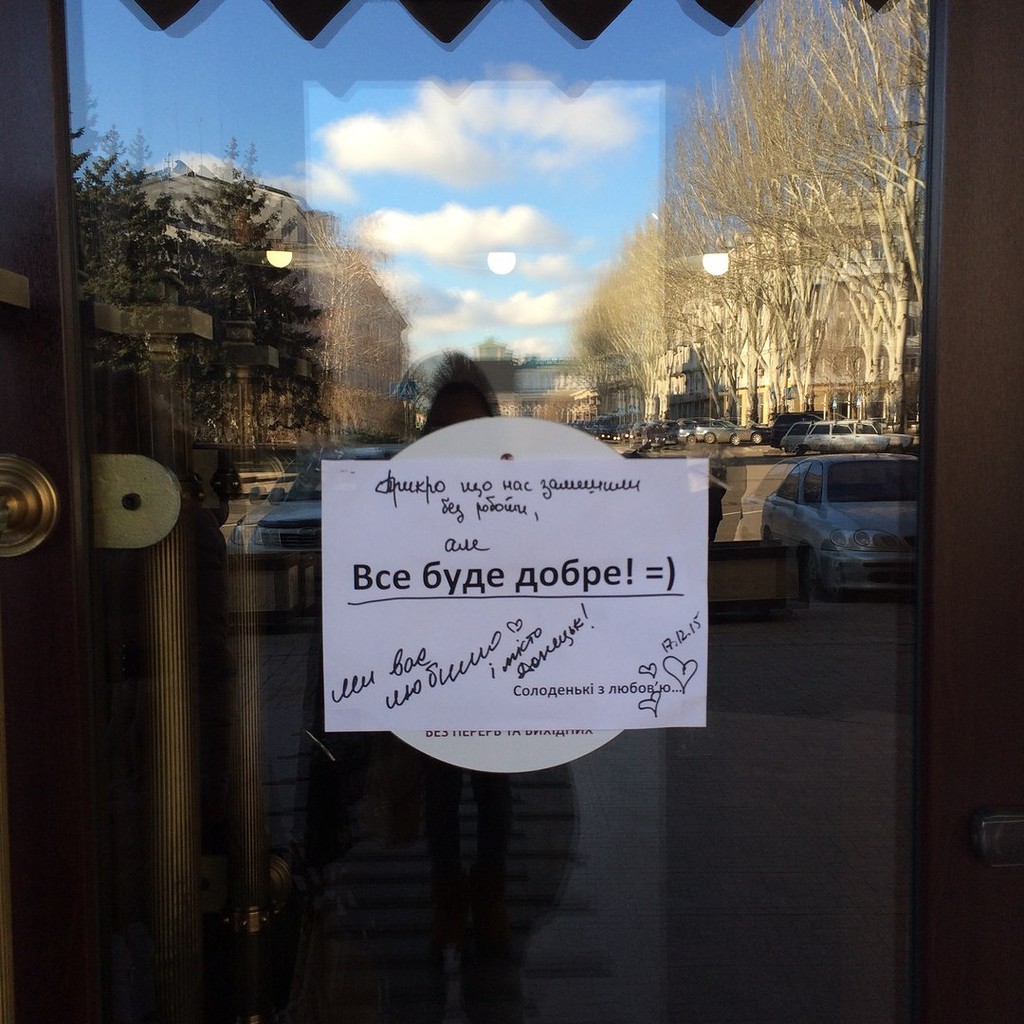 Прикро що нас залишили
без роботи,
але
Все буде добре! =)
ми вас
любимо
і місто
Донецьк!
17.12.15
Солоденькі з любов'ю...
БЕЗ ПЕРЕРВ ТА ВИХІДНИХ